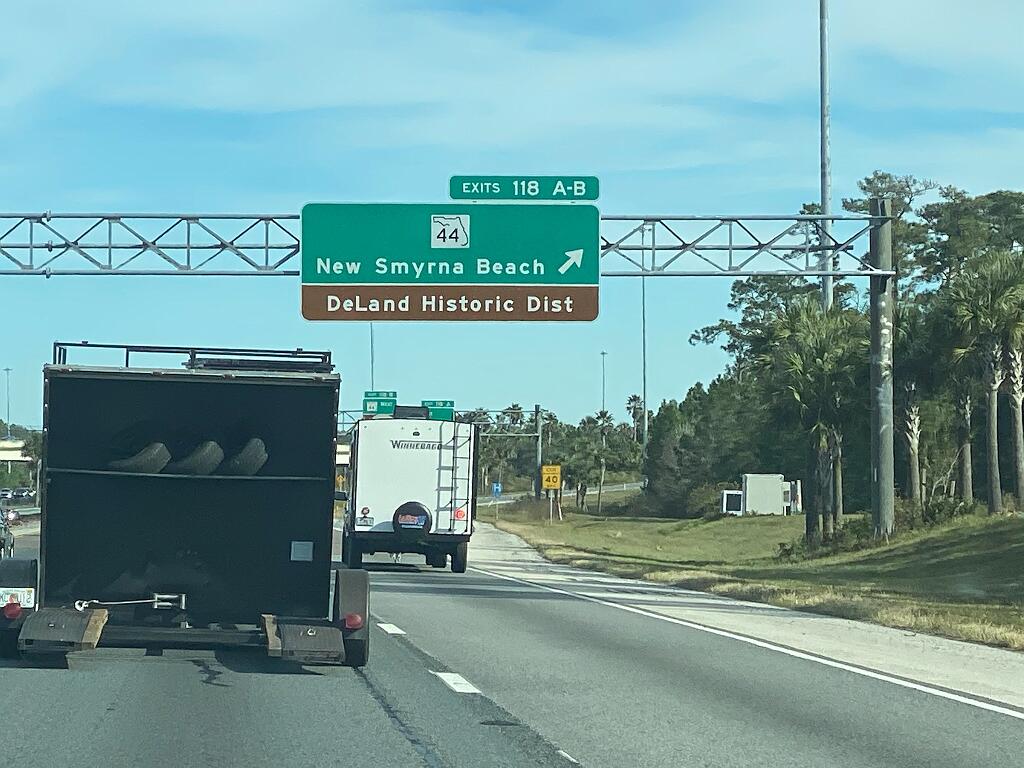 EXITS 118 A-B
44
New Smyrna Beach
DeLand Historic Dist
WINNEBAGO
40
H